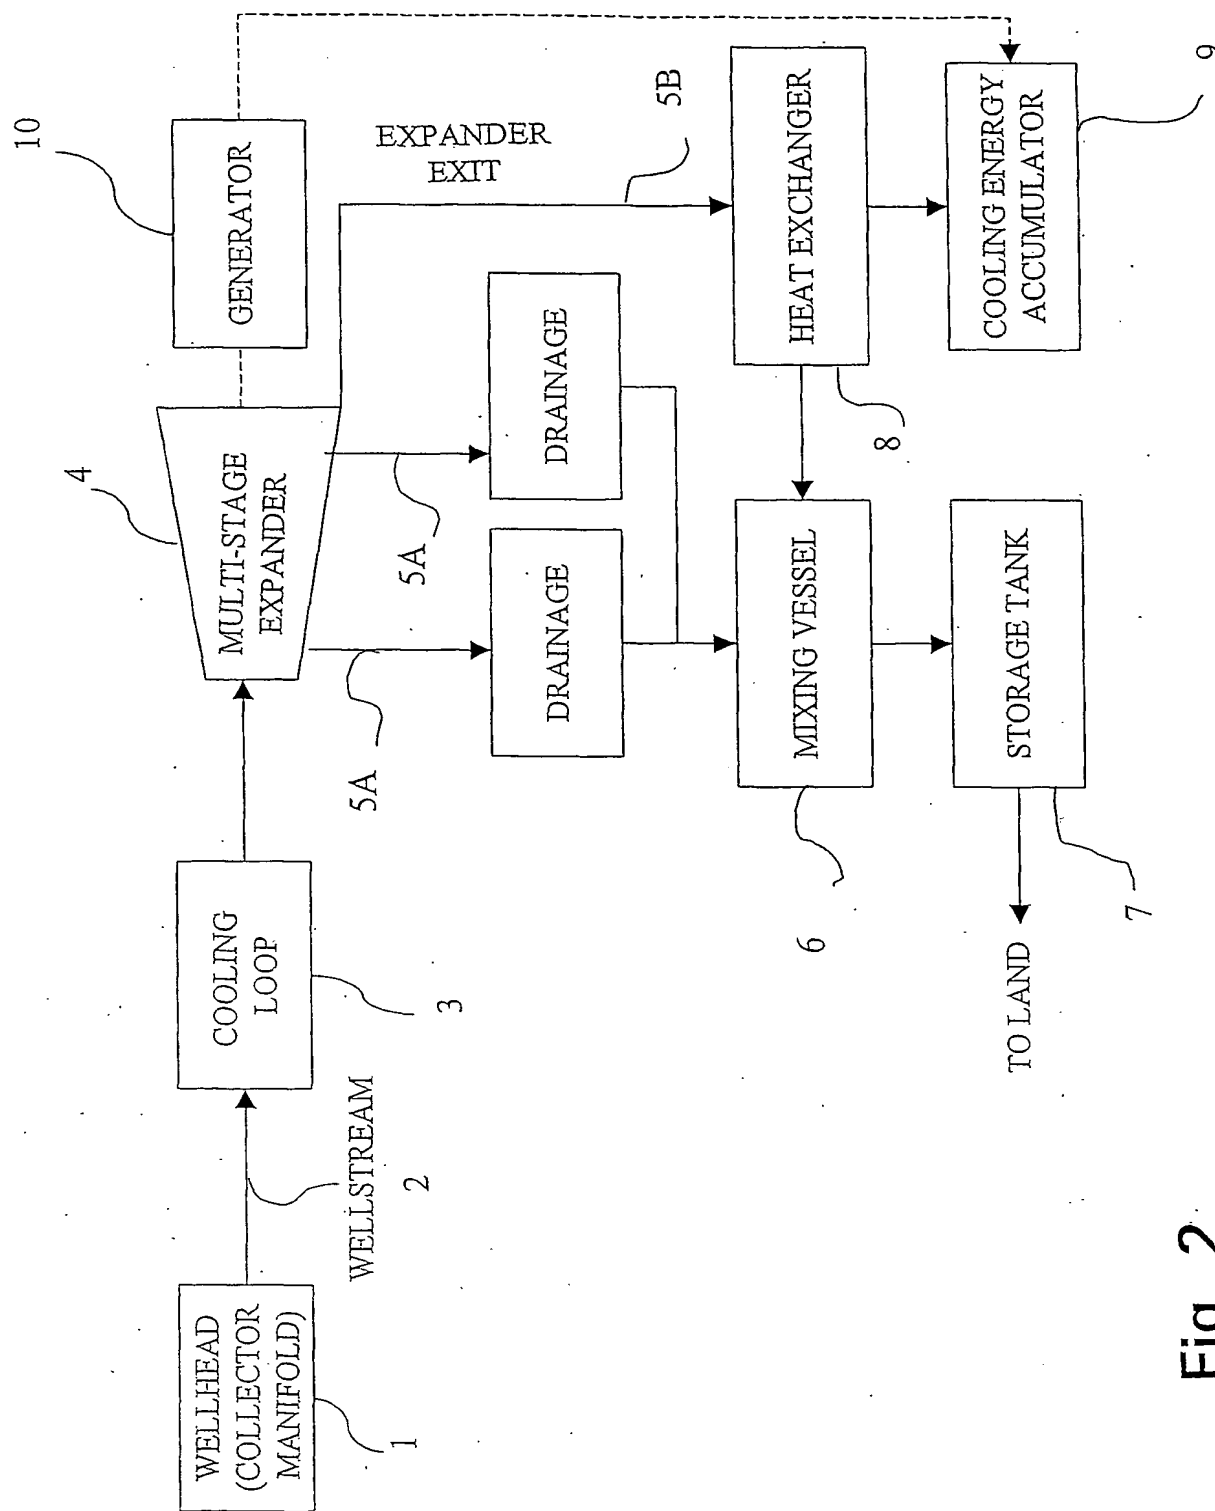 WELLHEAD
(COLLECTOR
MANIFOLD)
1
WELLSTREAM
2
COOLING
LOOP
3
MULTI-STAGE
EXPANDER
4
GENERATOR
10
5A
5A
EXPANDER
EXIT
5B
DRAINAGE
DRAINAGE
MIXING VESSEL
6
HEAT EXCHANGER
8
STORAGE TANK
7
TO LAND
COOLING ENERGY
ACCUMULATOR
9
Fig. 2